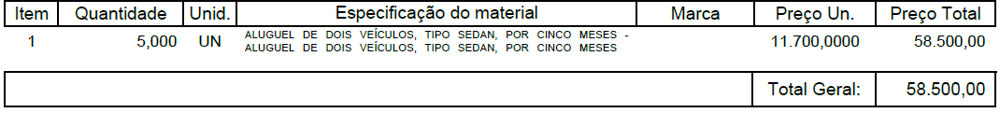 Item Quantidade Unid. Especificação do material Marca Preço Un. Preço Total
1 5,000 UN ALUGUEL DE DOIS VEÍCULOS, TIPO SEDAN, POR CINCO MESES - 11.700,0000 58.500,00
ALUGUEL DE DOIS VEÍCULOS, TIPO SEDAN, POR CINCO MESES
Total Geral: 58.500,00